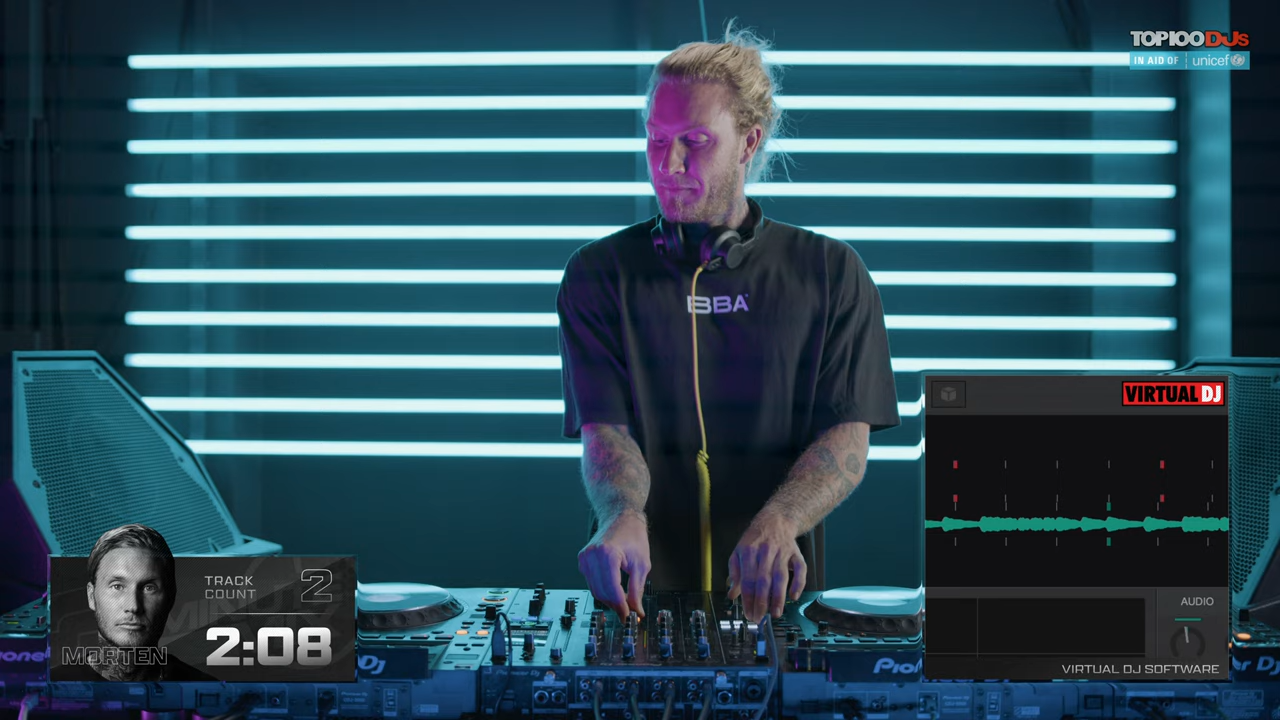 TOP100DJs
IN AID OF unicef
BBA
VIRTUAL DJ
TRACK
COUNT
2
2:08
MORTEN
AUDIO
VIRTUAL DJ SOFTWARE
Pioneer DJ